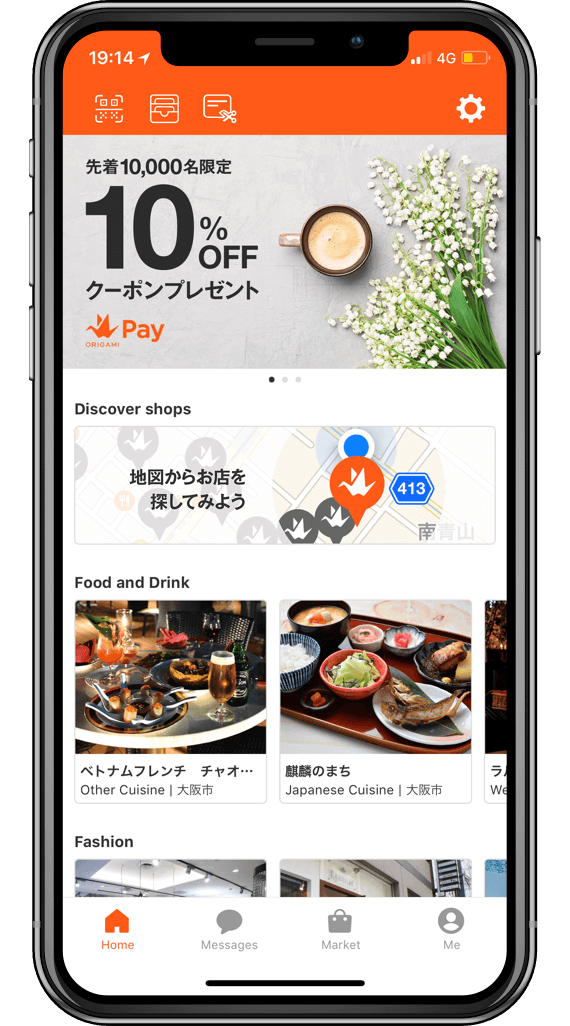 19:14
4G
先着10,000名限定
10%OFF
クーポンプレゼント
Pay
ORIGAMI
Discover shops
地図からお店を
探してみよう
413
南青山
Food and Drink
ベトナムフレンチ　チャオ…
Other Cuisine | 大阪市
麒麟のまち
Japanese Cuisine | 大阪市
Fashion
Home
Messages
Market
Me